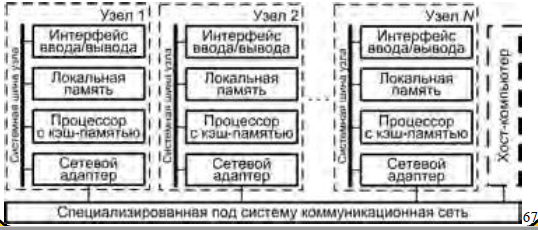 Узел 1
Системная шина узла
Интерфейс
ввода/вывода
Локальная
память
Процессор
с кэш-памятью
Сетевой
адаптер
Узел 2
Системная шина узла
Интерфейс
ввода/вывода
Локальная
память
Процессор
с кэш-памятью
Сетевой
адаптер
...
Узел N
Системная шина узла
Интерфейс
ввода/вывода
Локальная
память
Процессор
с кэш-памятью
Сетевой
адаптер
Хост-компьютер
Специализированная под систему коммуникационная сеть
67